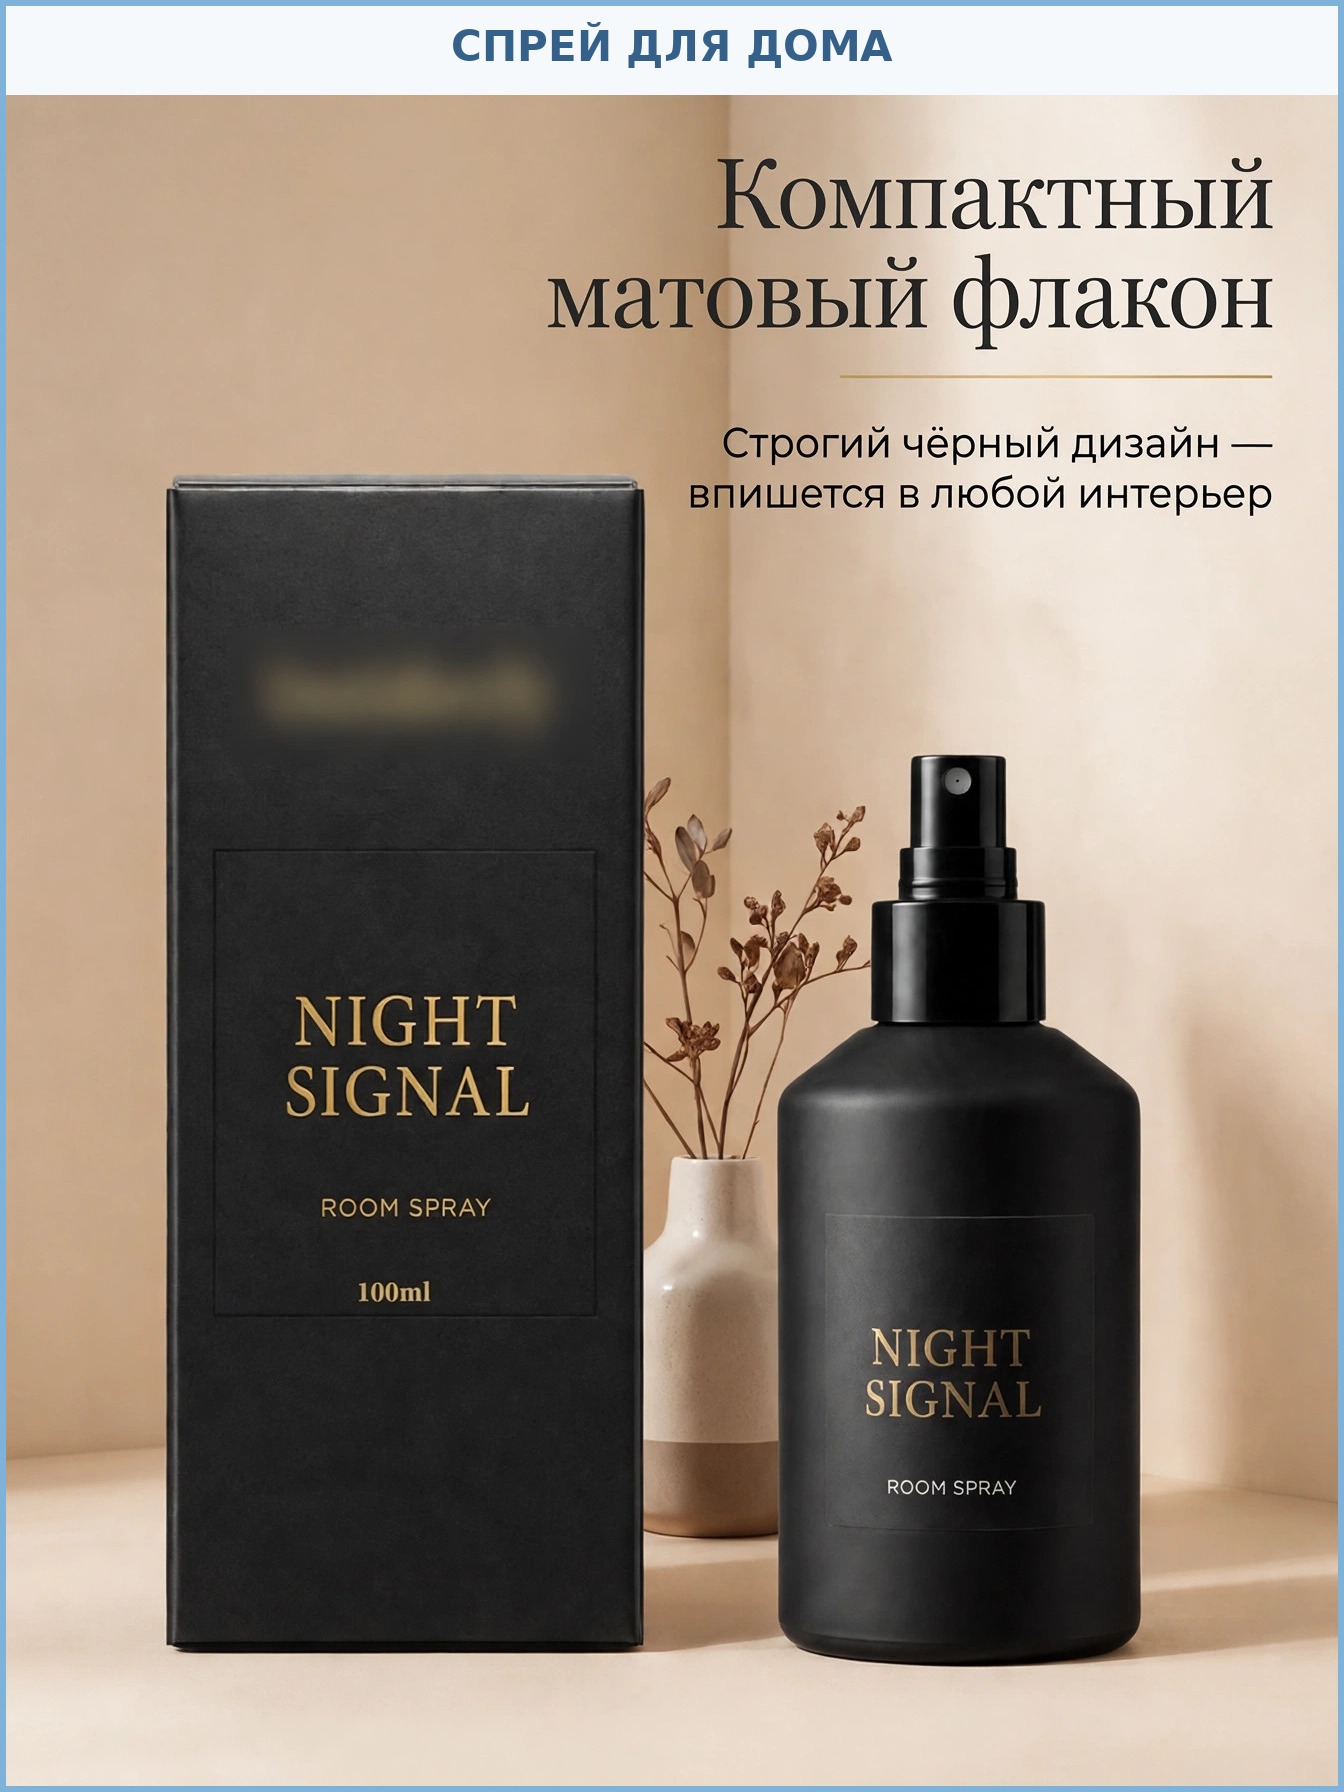 СПРЕЙ ДЛЯ ДОМА
Компактный
матовый флакон
Строгий чёрный дизайн —
впишется в любой интерьер
NIGHT
SIGNAL
ROOM SPRAY
100ml
NIGHT
SIGNAL
ROOM SPRAY